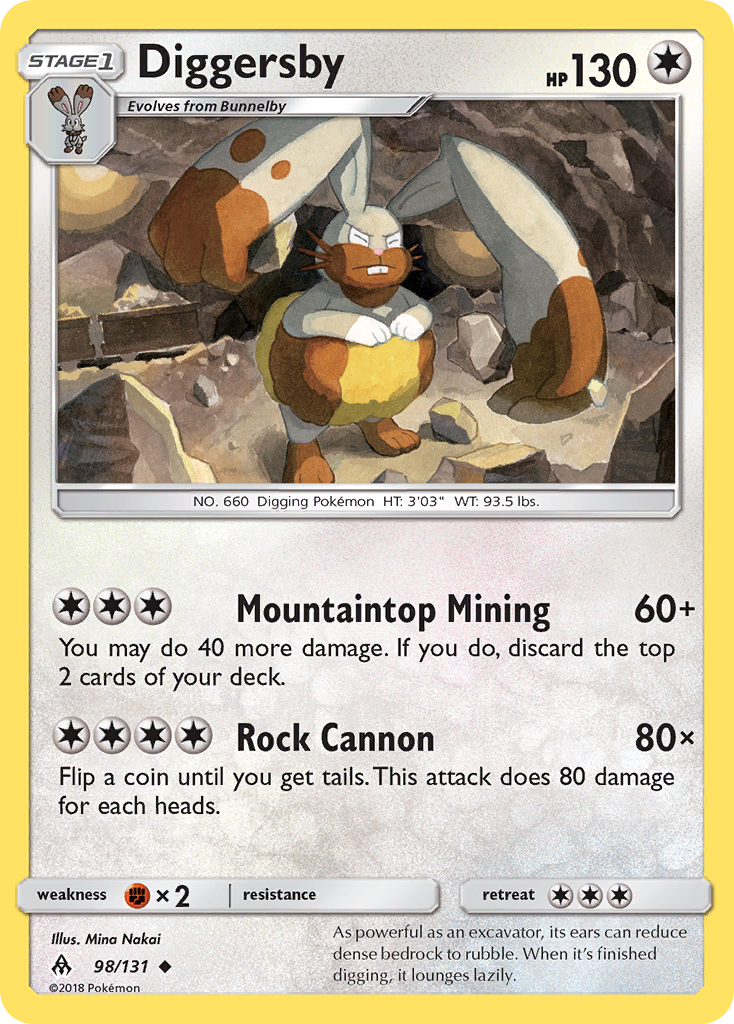 STAGE1
Diggersby
HP 130
Evolves from Bunnelby
NO. 660 Digging Pokémon HT: 3'03" WT: 93.5 lbs.
Mountaintop Mining 60+
You may do 40 more damage. If you do, discard the top
2 cards of your deck.
Rock Cannon 80×
Flip a coin until you get tails. This attack does 80 damage
for each heads.
weakness ×2 resistance retreat
Illus. Mina Nakai
98/131
©2018 Pokémon
As powerful as an excavator, its ears can reduce
dense bedrock to rubble. When it's finished
digging, it lounges lazily.